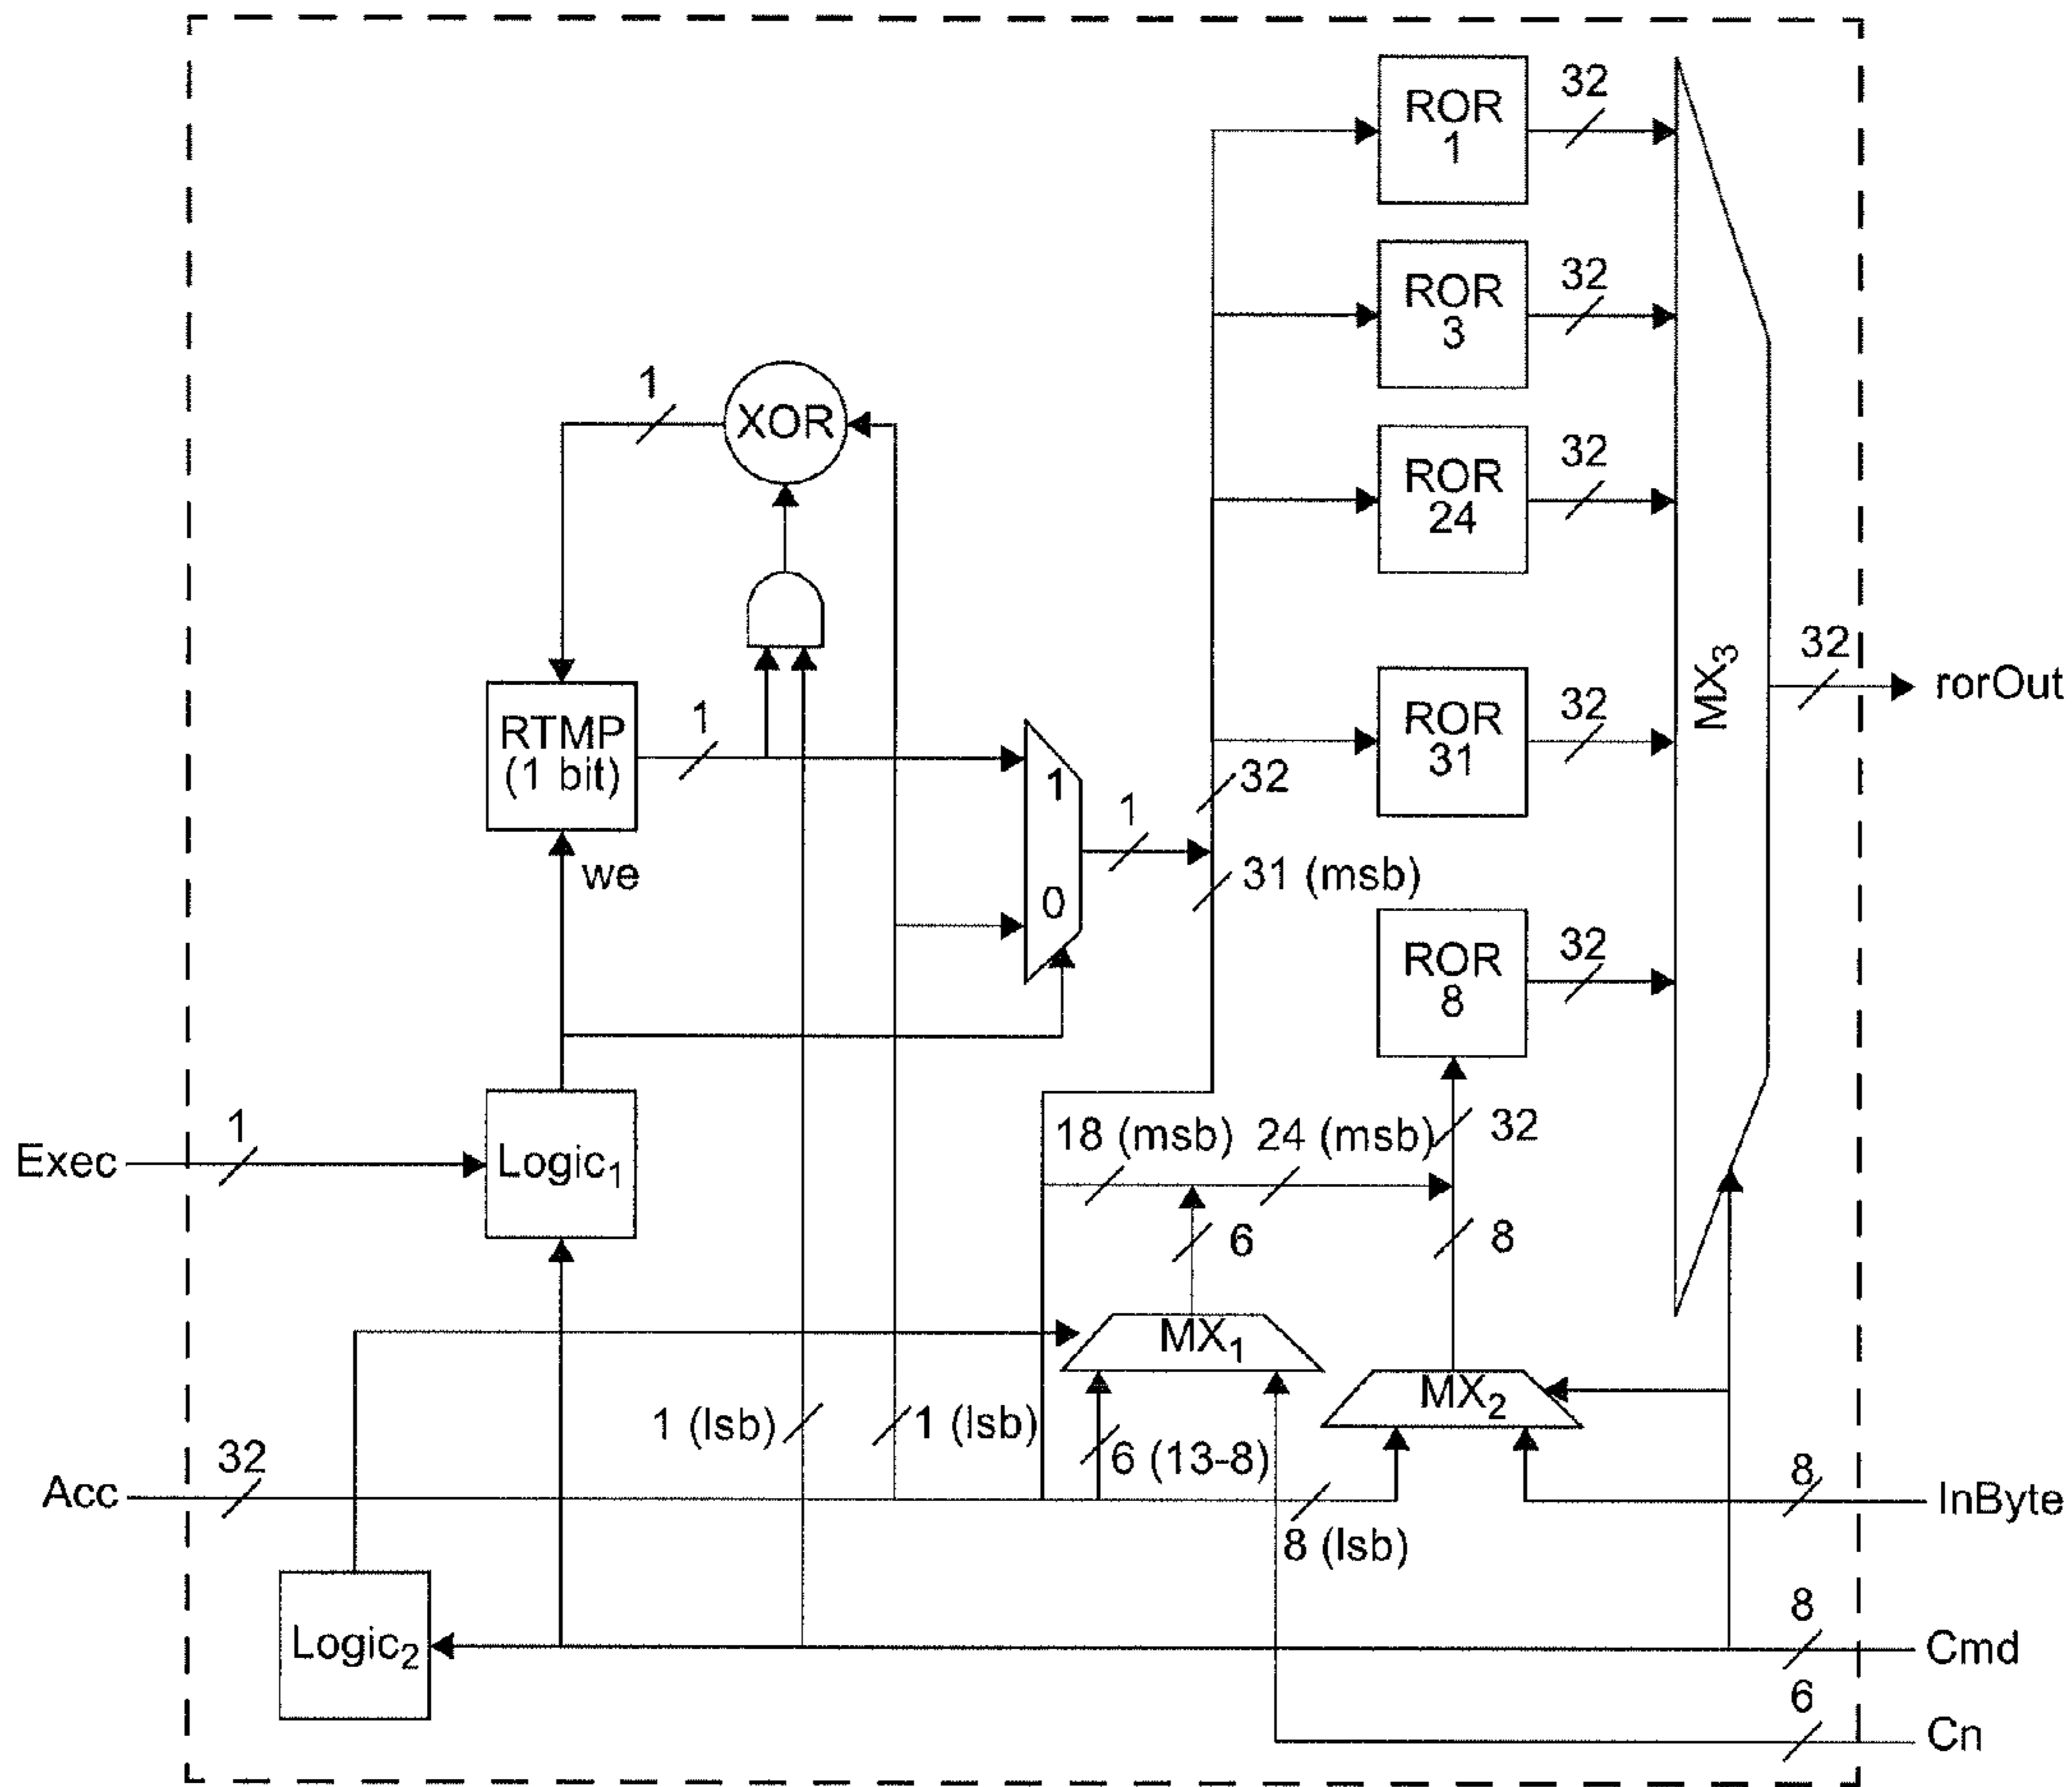 ROR
1
32
ROR
3
32
1
XOR
ROR
24
32
32
rorOut
MX3
RTMP
(1 bit)
1
ROR
31
32
1
32
1
we
0
31 (msb)
ROR
8
32
1
Exec
Logic1
18 (msb)
24 (msb)
32
6
8
MX1
MX2
1 (lsb)
1 (lsb)
6 (13-8)
32
Acc
8
InByte
8 (lsb)
Logic2
8
Cmd
6
Cn